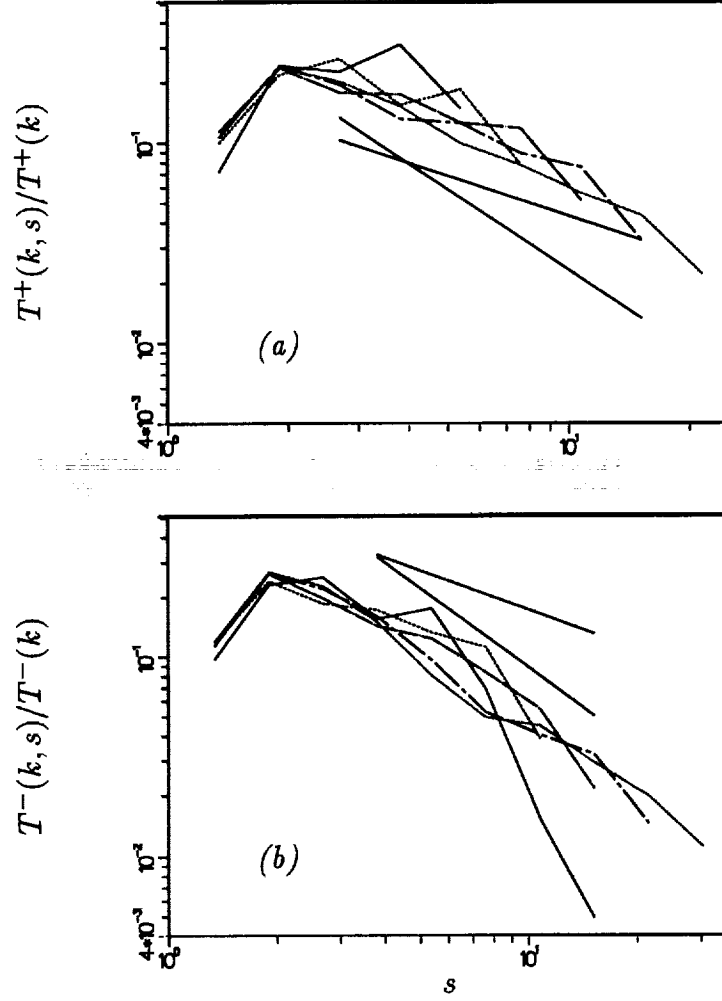 T⁺(k, s)/T⁺(k)
10⁻¹
10⁻²
4*10⁻³
(a)
10⁰
10¹
T⁻(k, s)/T⁻(k)
10⁻¹
10⁻²
4*10⁻³
(b)
10⁰
10¹
s